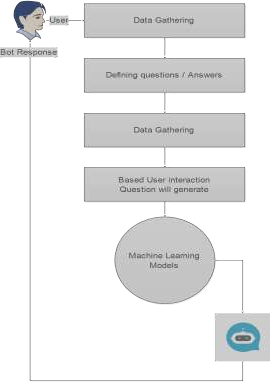 User
Data Gathering
Bot Response
Defining questions / Answers
Data Gathering
Based User interaction
Question will generate
Machine Learning
Models